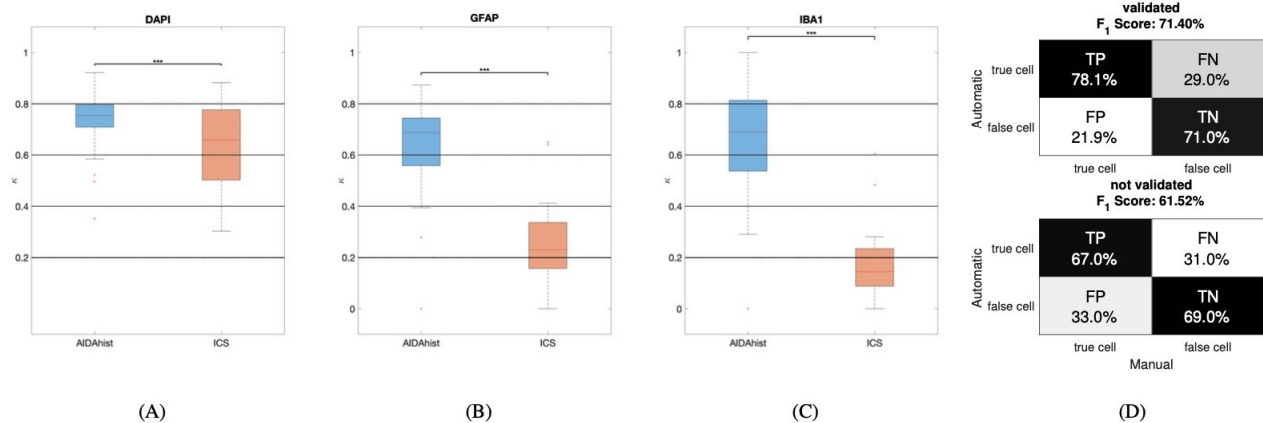 DAPI
1
0.8
0.6
κ
0.4
0.2
0
***
AIDAhist
ICS
(A)
GFAP
1
0.8
0.6
κ
0.4
0.2
0
***
AIDAhist
ICS
(B)
IBA1
1
0.8
0.6
κ
0.4
0.2
0
***
AIDAhist
ICS
(C)
validated
F1 Score: 71.40%
Automatic
true cell
TP
78.1%
FN
29.0%
false cell
FP
21.9%
TN
71.0%
true cell
false cell
not validated
F1 Score: 61.52%
Automatic
true cell
TP
67.0%
FN
31.0%
false cell
FP
33.0%
TN
69.0%
true cell
false cell
Manual
(D)